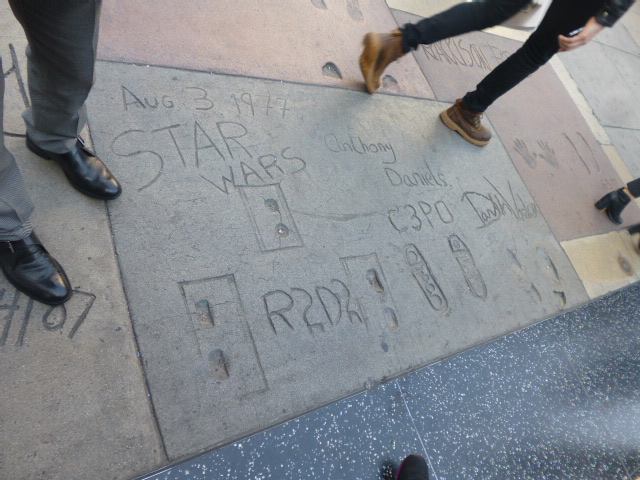 Aug 3, 1977
STAR
WARS
Anthony
Daniels
C3PO
R2D2